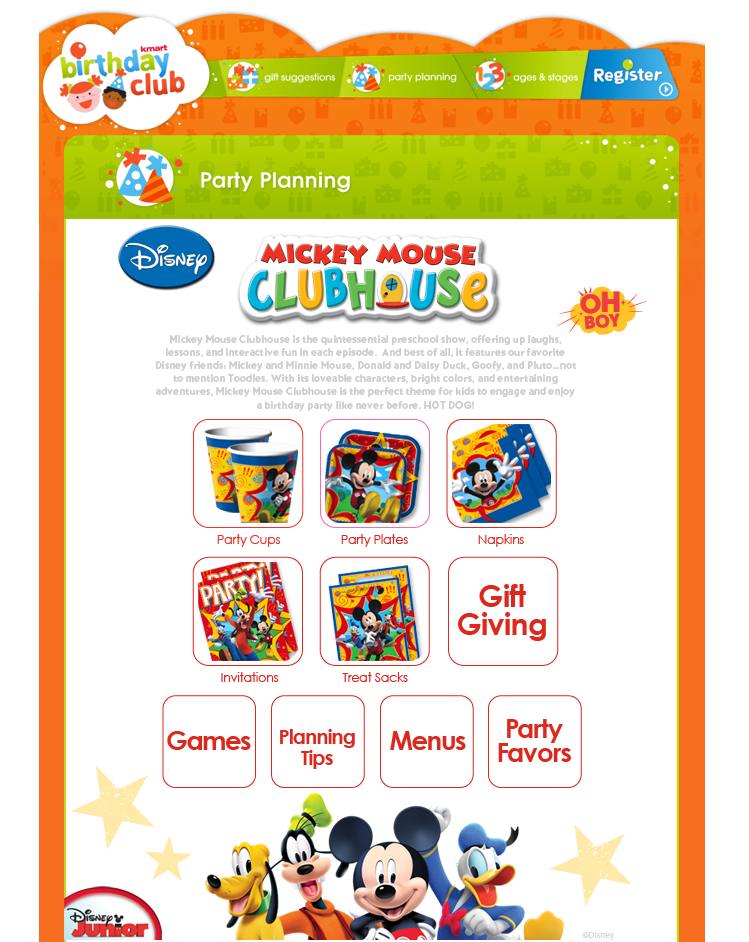 kmart
birthday
club
gift suggestions
party planning
1 2 3 ages & stages
Register
Party Planning
Disney
MICKEY MOUSE
CLUBHOUSE
OH
BOY
Mickey Mouse Clubhouse is the quintessential preschool show, offering up laughs,
lessons, and interactive fun in each episode.  And best of all, it features our favorite
Disney friends: Mickey and Minnie Mouse, Donald and Daisy Duck, Goofy, and Pluto...not
to mention Toodles. With its loveable characters, bright colors, and entertaining
adventures, Mickey Mouse Clubhouse is the perfect theme for kids to engage and enjoy
a birthday party like never before. HOT DOG!
Party Cups
Party Plates
Napkins
PARTY!
Gift
Giving
Invitations
Treat Sacks
Games
Planning
Tips
Menus
Party
Favors
Disney
Junior
©Disney